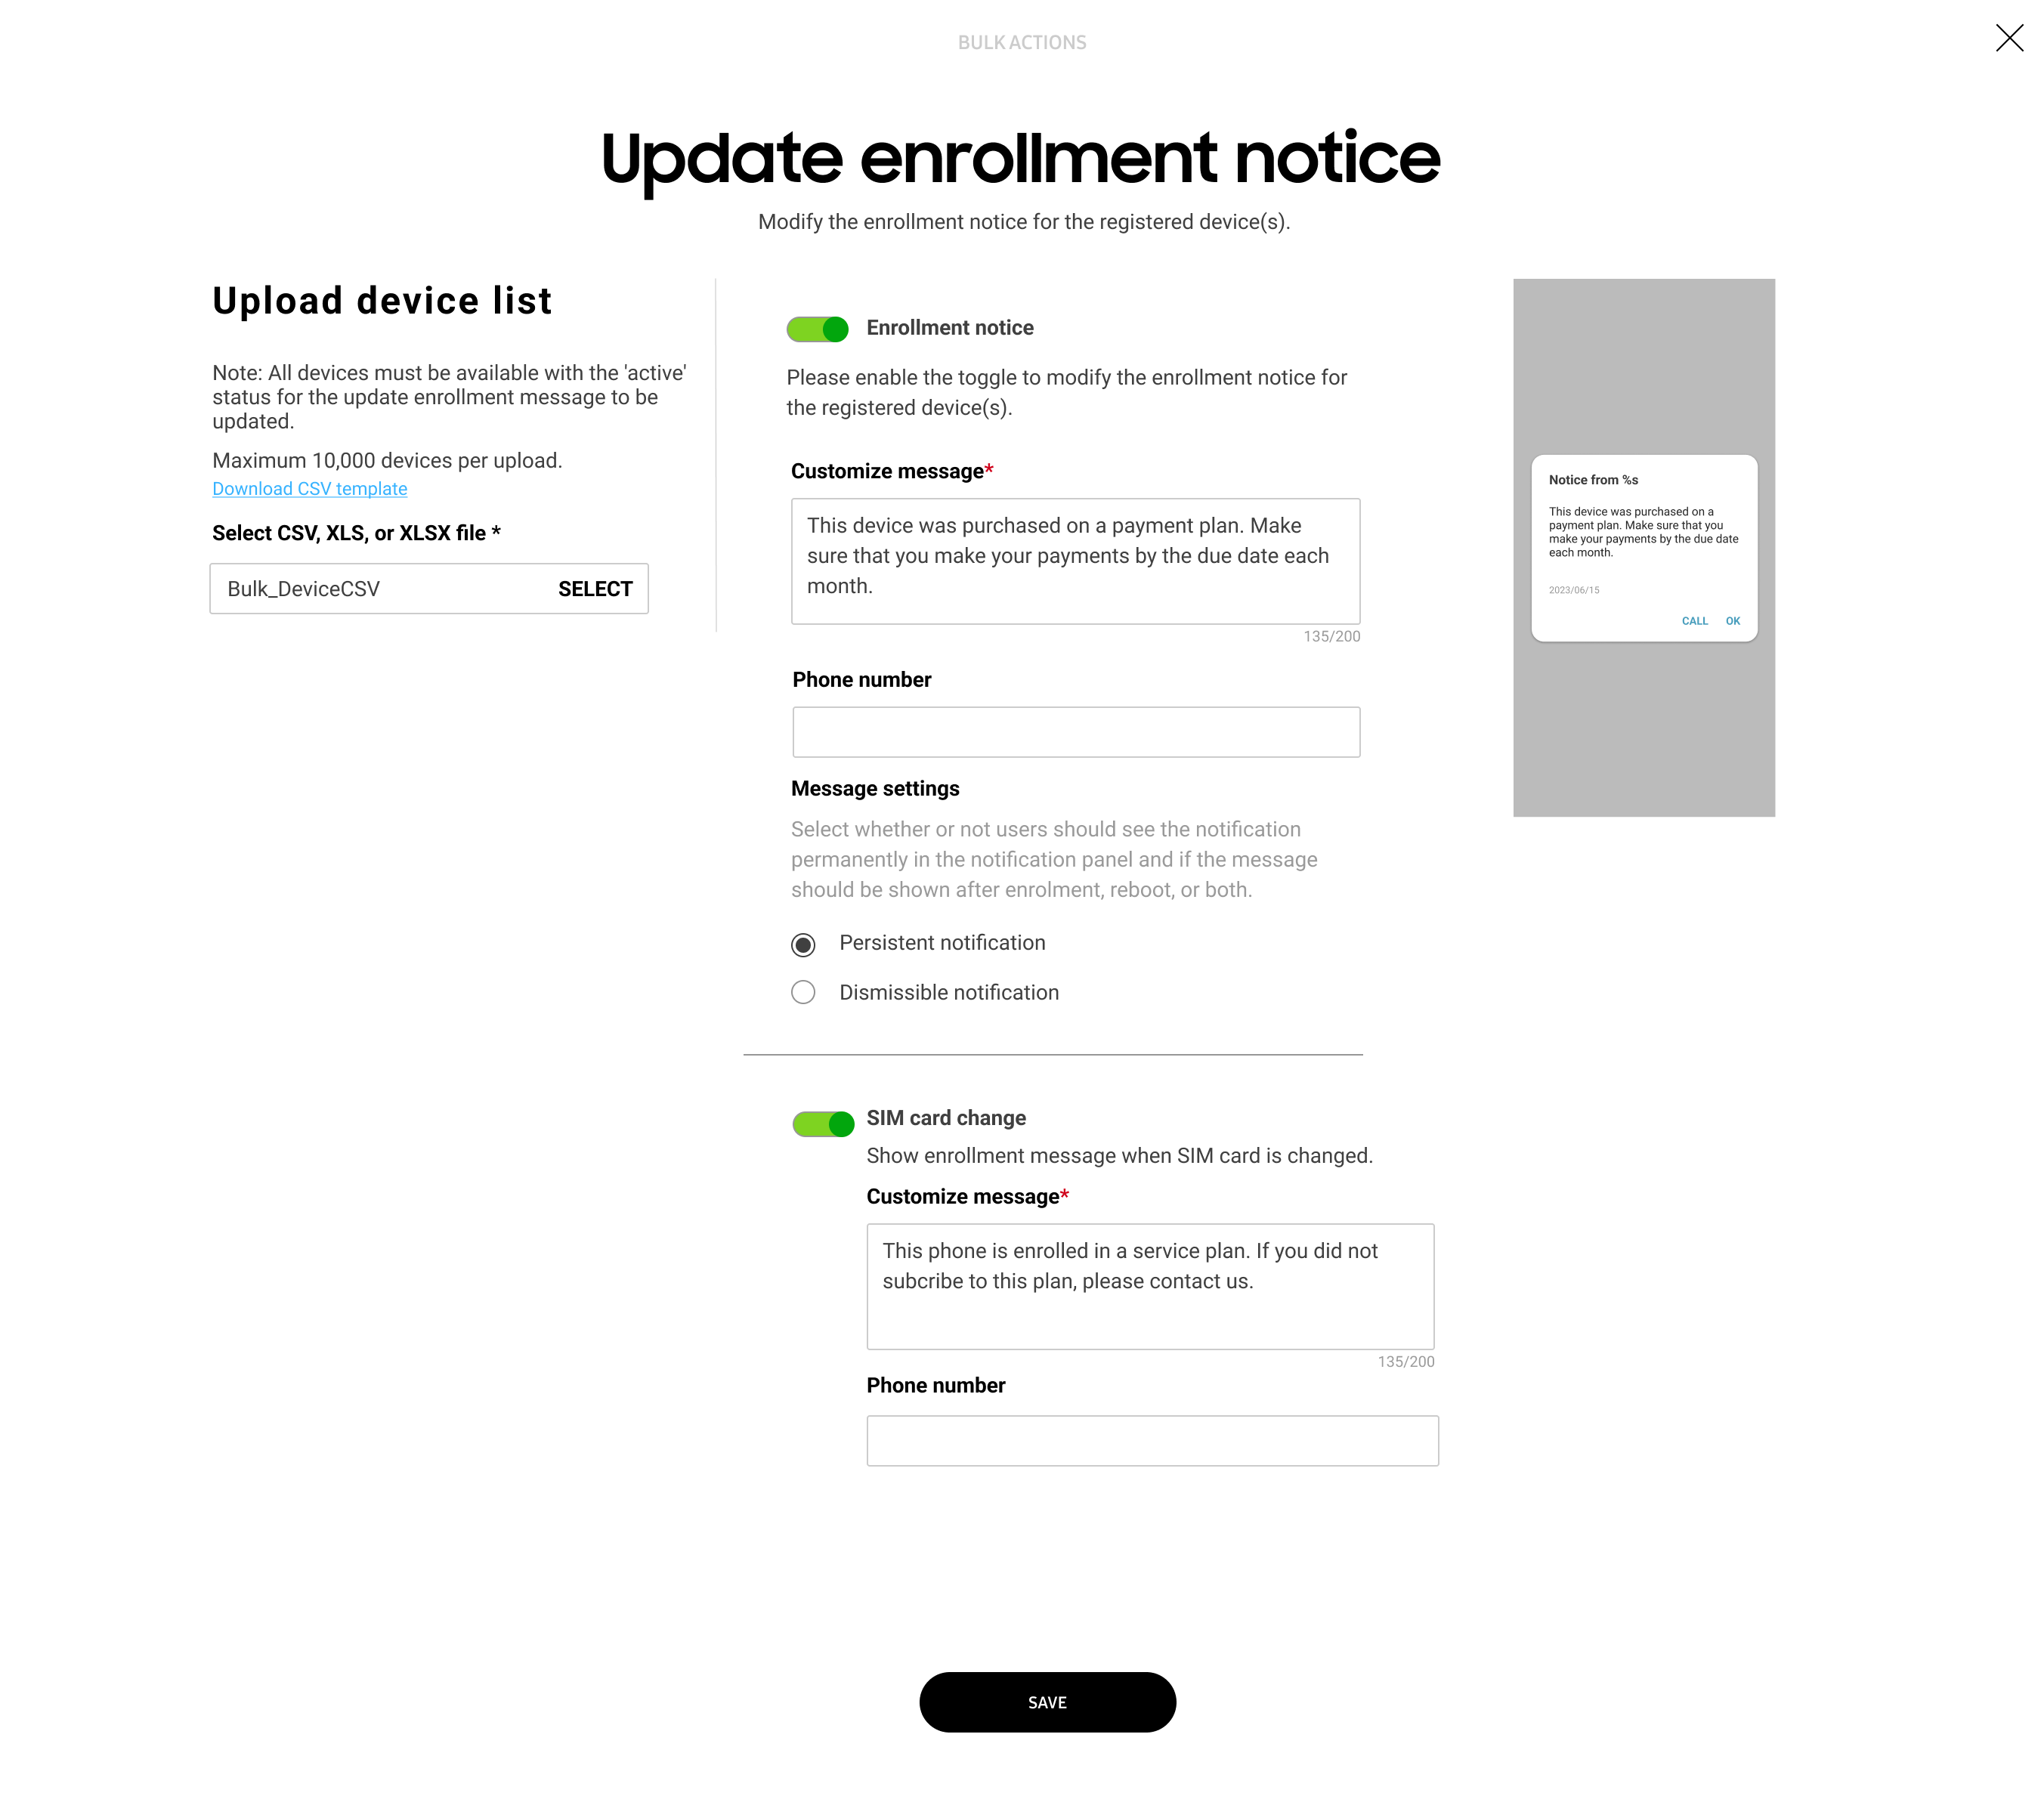 BULK ACTIONS
Update enrollment notice
Modify the enrollment notice for the registered device(s).
Upload device list
Note: All devices must be available with the 'active'
status for the update enrollment message to be
updated.
Maximum 10,000 devices per upload.
Download CSV template
Select CSV, XLS, or XLSX file *
Bulk_DeviceCSV
SELECT
Enrollment notice
Please enable the toggle to modify the enrollment notice for
the registered device(s).
Customize message*
This device was purchased on a payment plan. Make
sure that you make your payments by the due date each
month.
135/200
Phone number
Message settings
Select whether or not users should see the notification
permanently in the notification panel and if the message
should be shown after enrolment, reboot, or both.
Persistent notification
Dismissible notification
SIM card change
Show enrollment message when SIM card is changed.
Customize message*
This phone is enrolled in a service plan. If you did not
subcribe to this plan, please contact us.
135/200
Phone number
Notice from %s
This device was purchased on a
payment plan. Make sure that you
make your payments by the due date
each month.
2023/06/15
CALL OK
SAVE